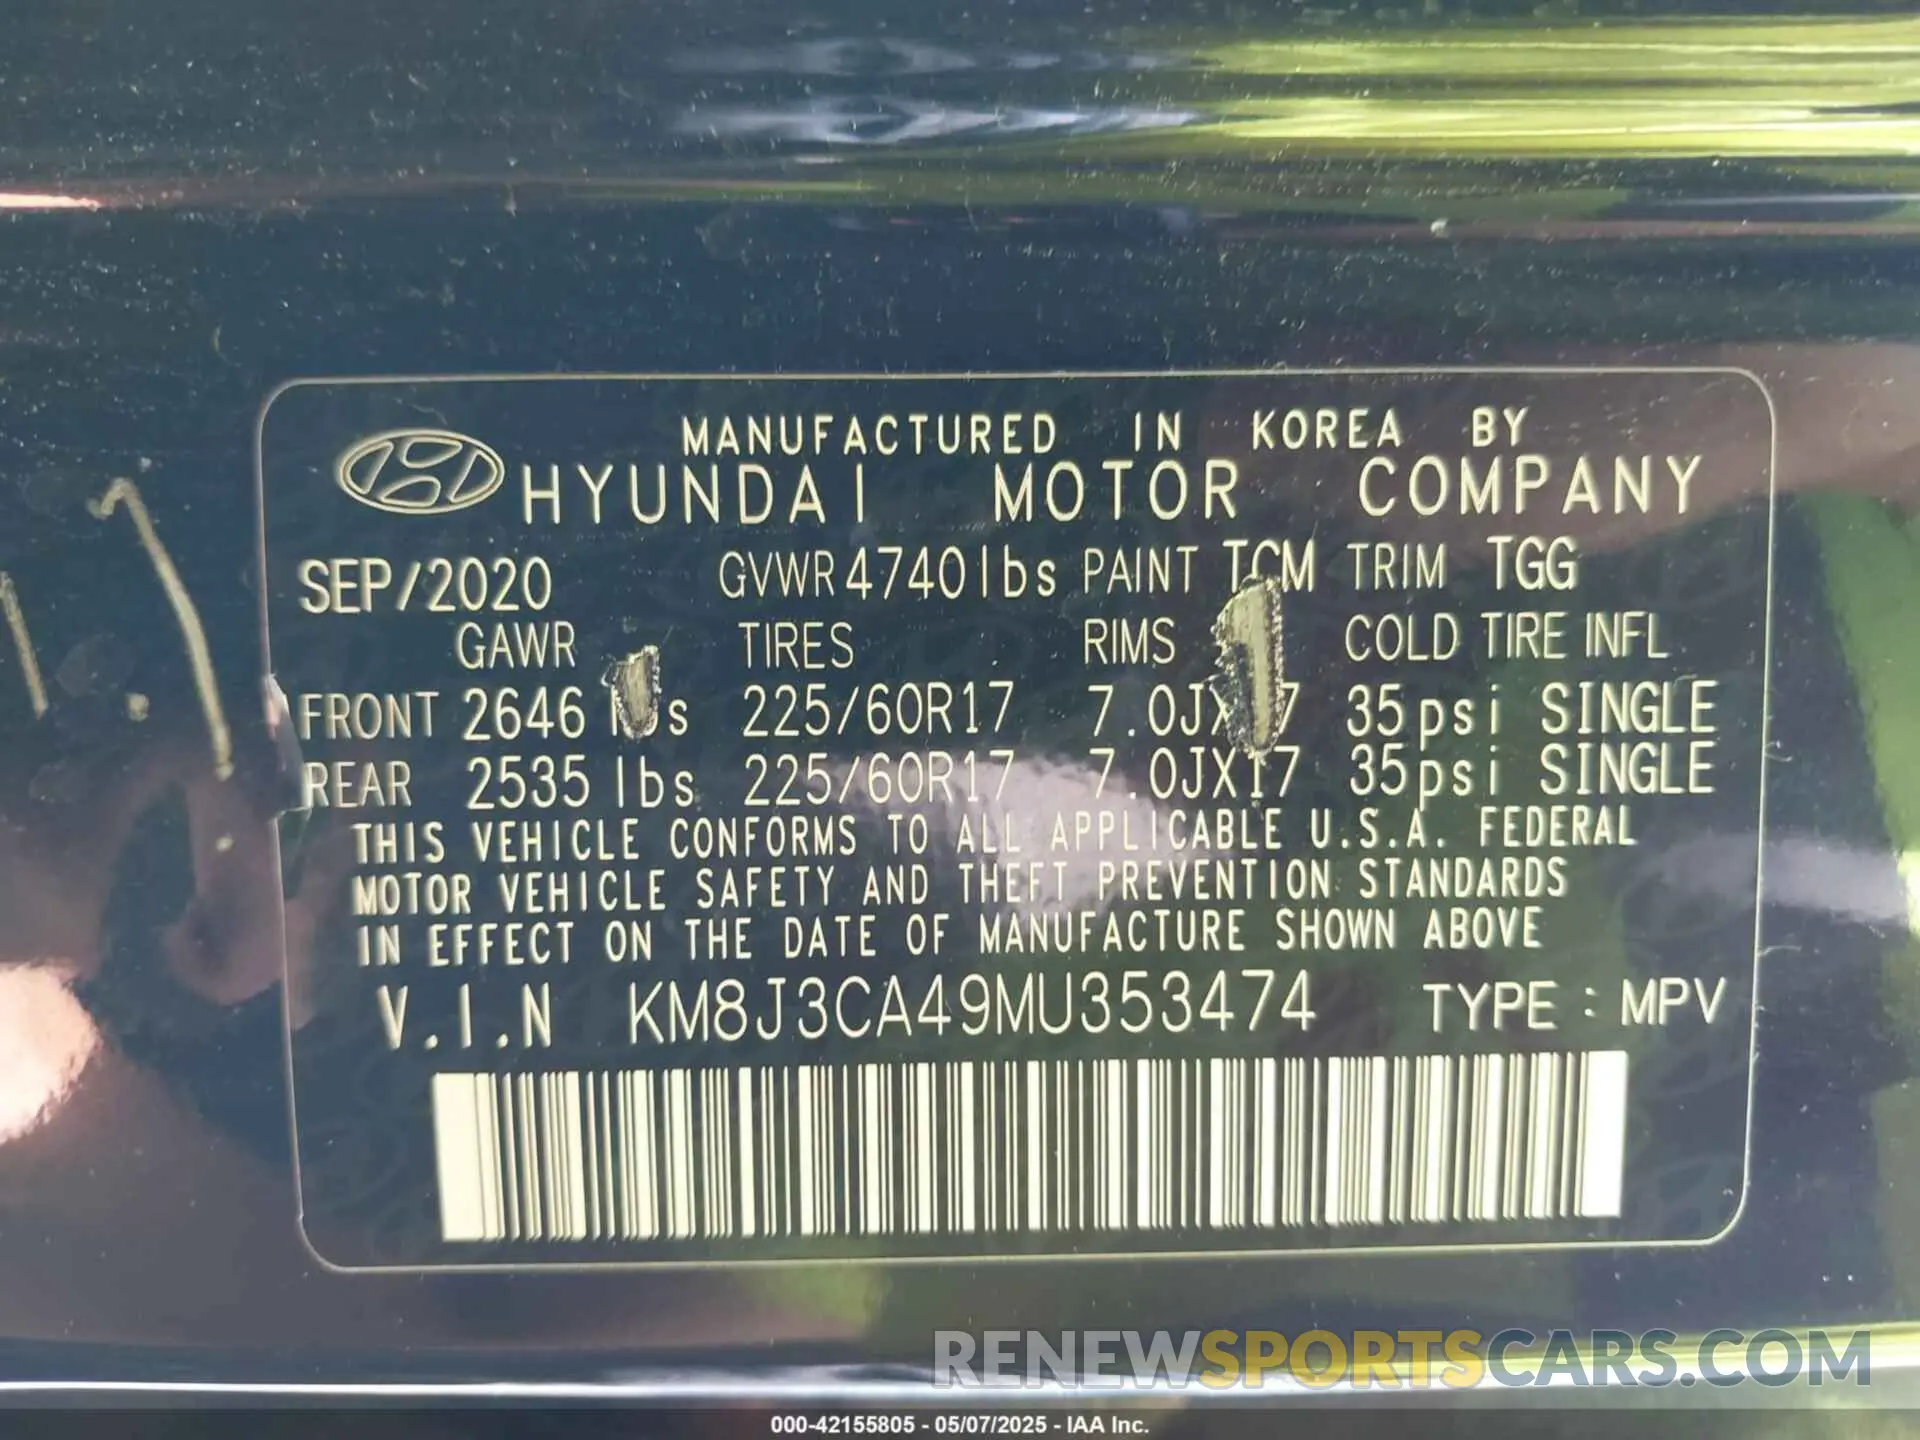 MANUFACTURED IN KOREA BY
HYUNDAI MOTOR COMPANY
SEP/2020 GVWR 4740lbs PAINT TCM TRIM TGG
GAWR TIRES RIMS COLD TIRE INFL
FRONT 2646 lbs 225/60R17 7.0JX17 35psi SINGLE
REAR 2535 lbs 225/60R17 7.0JX17 35psi SINGLE
THIS VEHICLE CONFORMS TO ALL APPLICABLE U.S.A. FEDERAL
MOTOR VEHICLE SAFETY AND THEFT PREVENTION STANDARDS
IN EFFECT ON THE DATE OF MANUFACTURE SHOWN ABOVE
V.I.N KM8J3CA49MU353474 TYPE : MPV
RENEWSPORTSCARS.COM
000-42155805 - 05/07/2025 - IAA Inc.